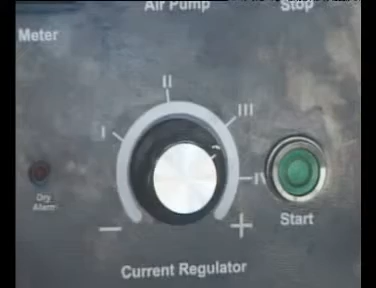 Air Pump
Stop
Meter
II
III
I
IV
Dry
Alarm
Start
— +
Current Regulator